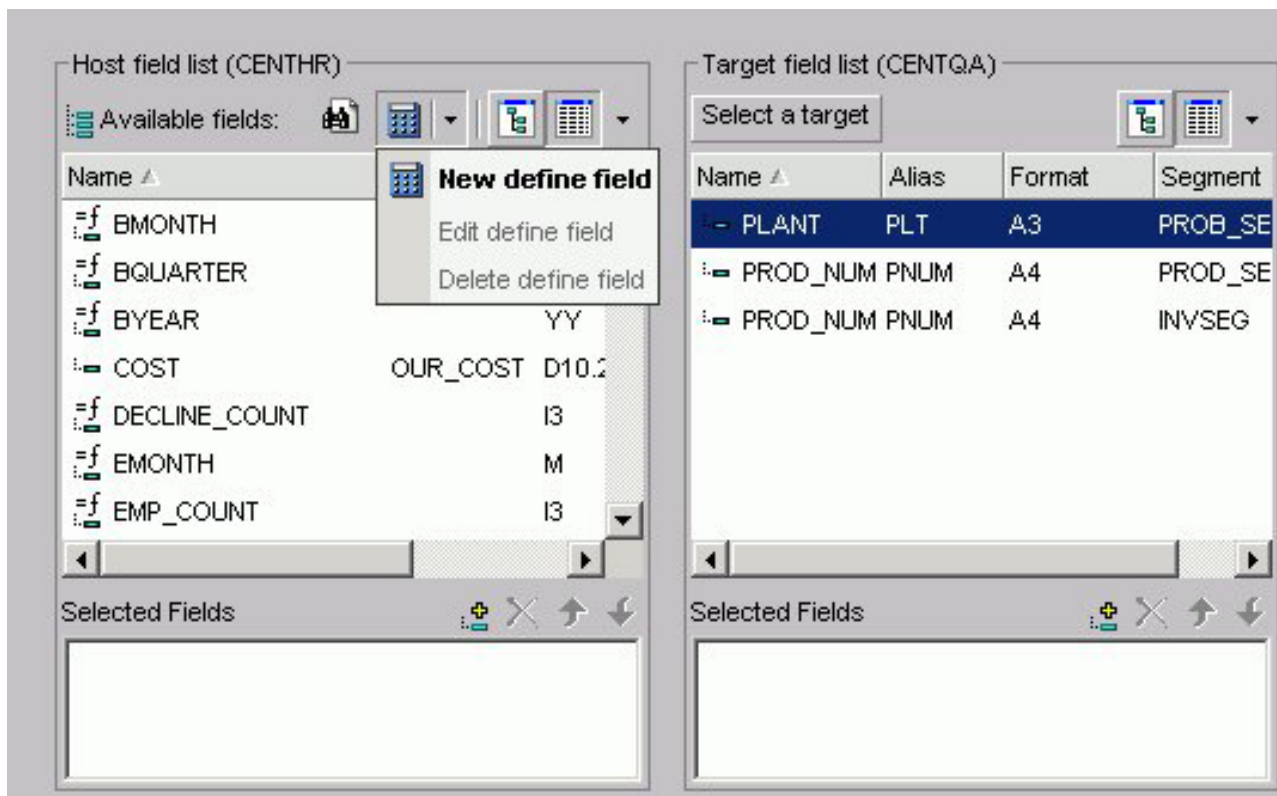 Host field list (CENTHR)
Available fields:
Name
New define field
Edit define field
Delete define field
BMONTH
BQUARTER
BYEAR YY
COST OUR_COST D10.2
DECLINE_COUNT I3
EMONTH M
EMP_COUNT I3
Selected Fields
Target field list (CENTQA)
Select a target
Name Alias Format Segment
PLANT PLT A3 PROB_SE
PROD_NUM PNUM A4 PROD_SE
PROD_NUM PNUM A4 INVSEG
Selected Fields